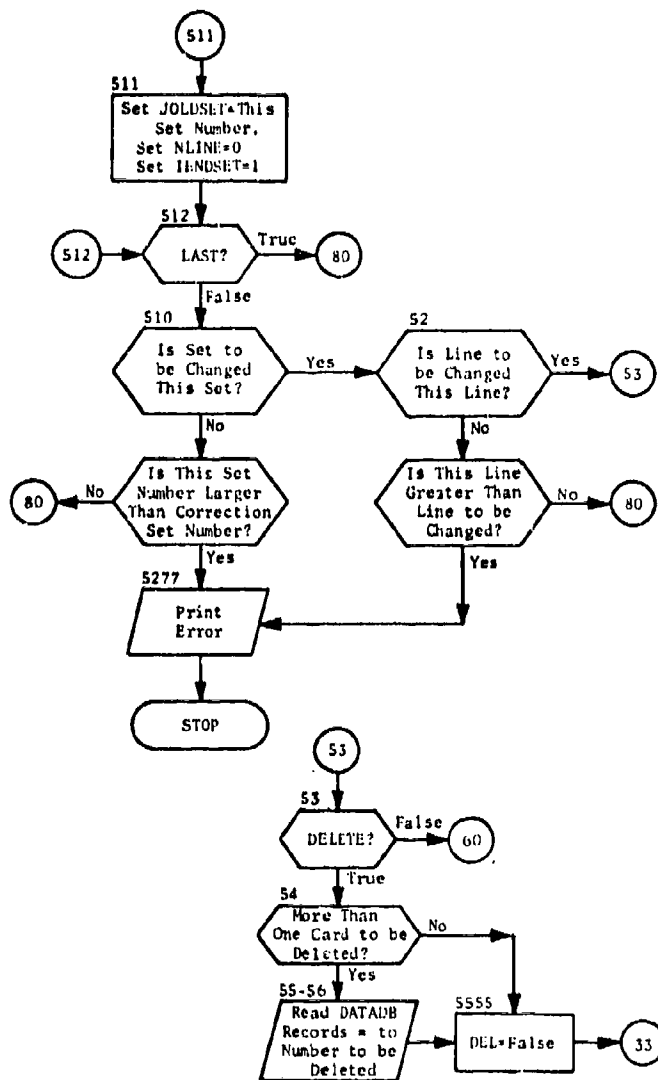 511
511
Set JOLDSET=This
Set Number.
Set NLINE=0
Set IENDSET=1
512
512
LAST?
True
80
False
510
Is Set to
be Changed
This Set?
Yes
52
Is Line to
be Changed
This Line?
Yes
53
No
No
80
No
Is This Set
Number Larger
Than Correction
Set Number?
Is This Line
Greater Than
Line to be
Changed?
No
80
Yes
Yes
5277
Print
Error
STOP
53
53
DELETE?
False
60
True
54
More Than
One Card to be
Deleted?
No
Yes
55-56
Read DATADB
Records = to
Number to be
Deleted
5555
DEL=False
33